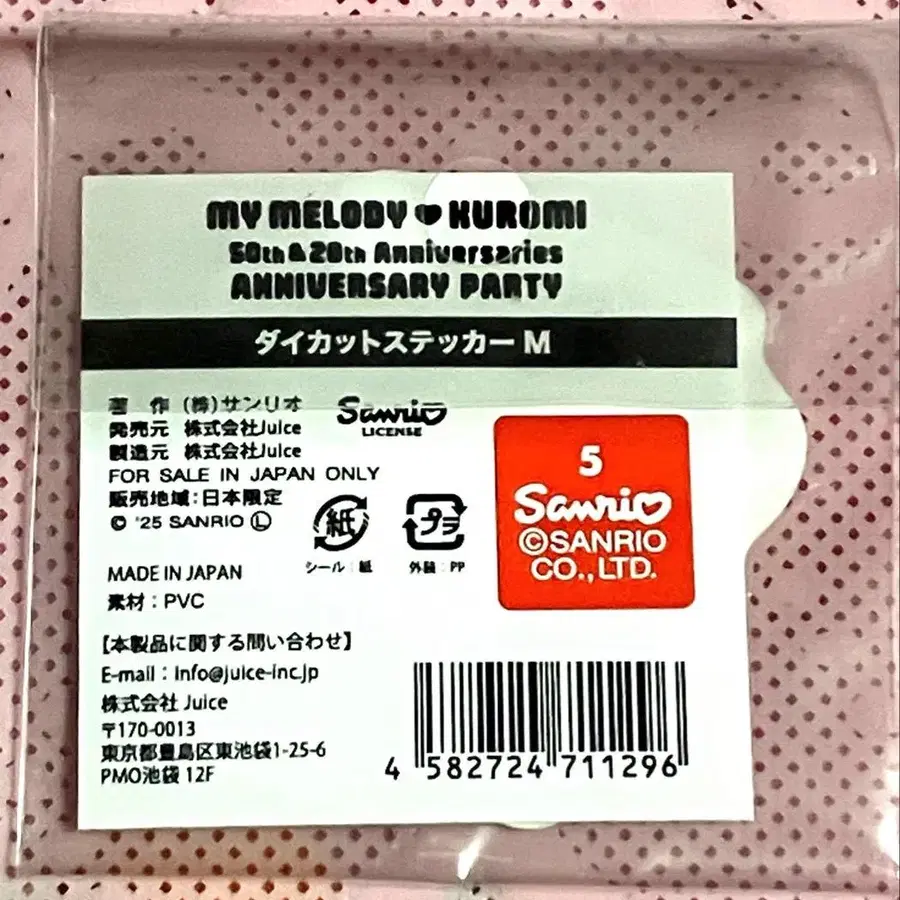 MY MELODY ♥ KUROMI
50th & 20th Anniversaries
ANNIVERSARY PARTY
ダイカットステッカー M
著 作 (株)サンリオ
発売元 株式会社Juice
製造元 株式会社Juice
FOR SALE IN JAPAN ONLY
販売地域:日本限定
© '25 SANRIO Ⓛ
Sanrio
LICENSE
紙
シール:紙
プラ
外装:PP
5
Sanrio
©SANRIO
CO., LTD.
MADE IN JAPAN
素材:PVC
【本製品に関する問い合わせ】
E-mail:info@juice-inc.jp
株式会社 Juice
〒170-0013
東京都豊島区東池袋1-25-6
PMO池袋 12F
4 582724 711296